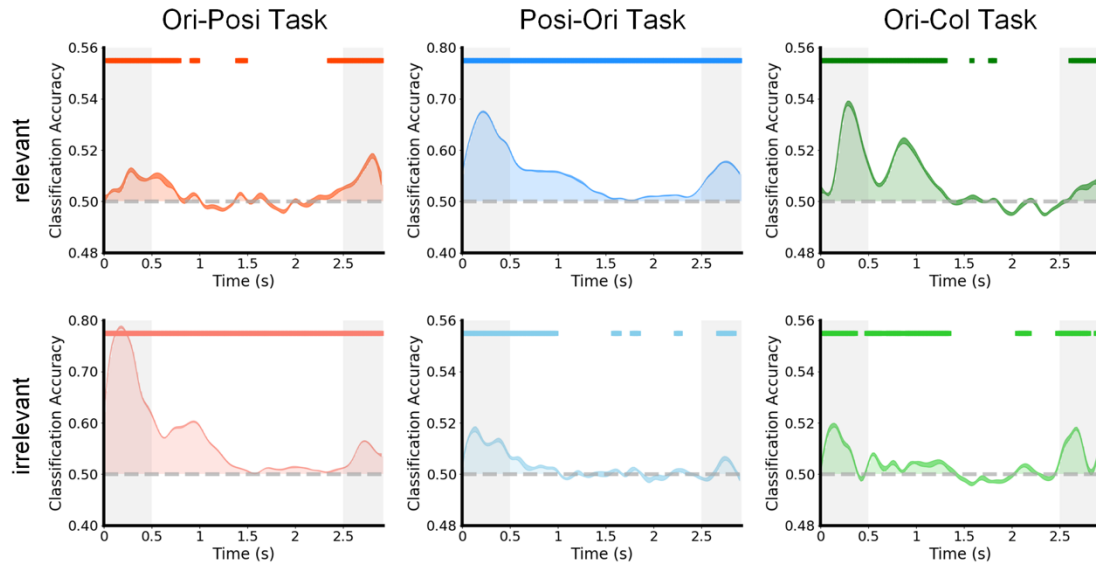 Ori-Posi Task
Posi-Ori Task
Ori-Col Task
relevant
Classification Accuracy
0.56
0.54
0.52
0.50
0.48
0 0.5 1 1.5 2 2.5
Time (s)
Classification Accuracy
0.80
0.70
0.60
0.50
0.40
0 0.5 1 1.5 2 2.5
Time (s)
Classification Accuracy
0.56
0.54
0.52
0.50
0.48
0 0.5 1 1.5 2 2.5
Time (s)
irrelevant
Classification Accuracy
0.80
0.70
0.60
0.50
0.40
0 0.5 1 1.5 2 2.5
Time (s)
Classification Accuracy
0.56
0.54
0.52
0.50
0.48
0 0.5 1 1.5 2 2.5
Time (s)
Classification Accuracy
0.56
0.54
0.52
0.50
0.48
0 0.5 1 1.5 2 2.5
Time (s)